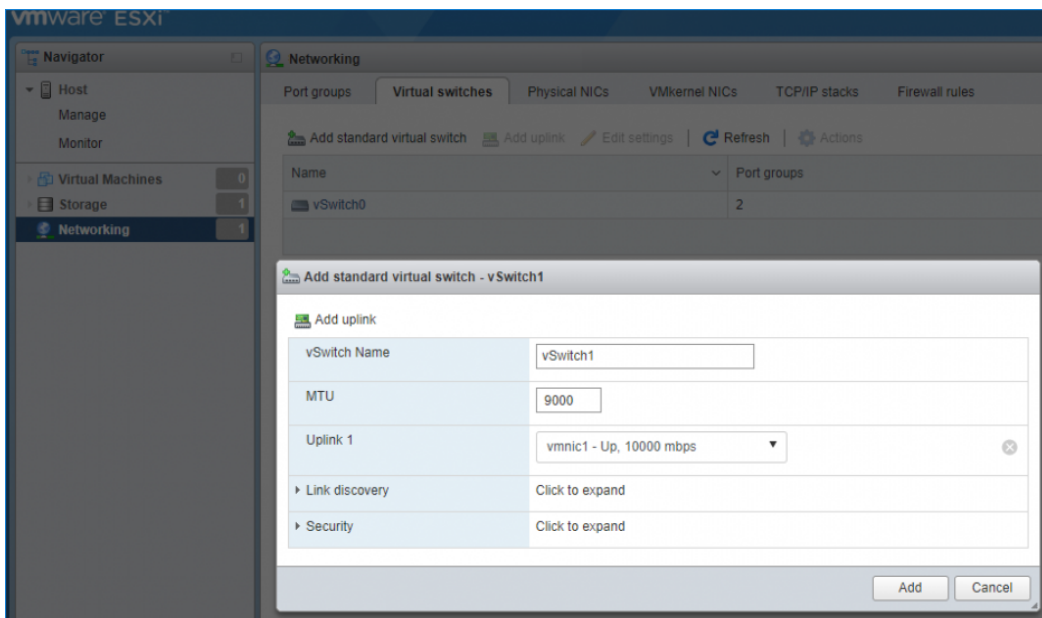 vmware ESXi
Navigator
Host
Manage
Monitor
Virtual Machines 0
Storage 1
Networking 1
Networking
Port groups Virtual switches Physical NICs VMkernel NICs TCP/IP stacks Firewall rules
Add standard virtual switch Add uplink Edit settings | Refresh | Actions
Name Port groups
vSwitch0 2
Add standard virtual switch - vSwitch1
Add uplink
vSwitch Name vSwitch1
MTU 9000
Uplink 1 vmnic1 - Up, 10000 mbps
Link discovery Click to expand
Security Click to expand
Add Cancel